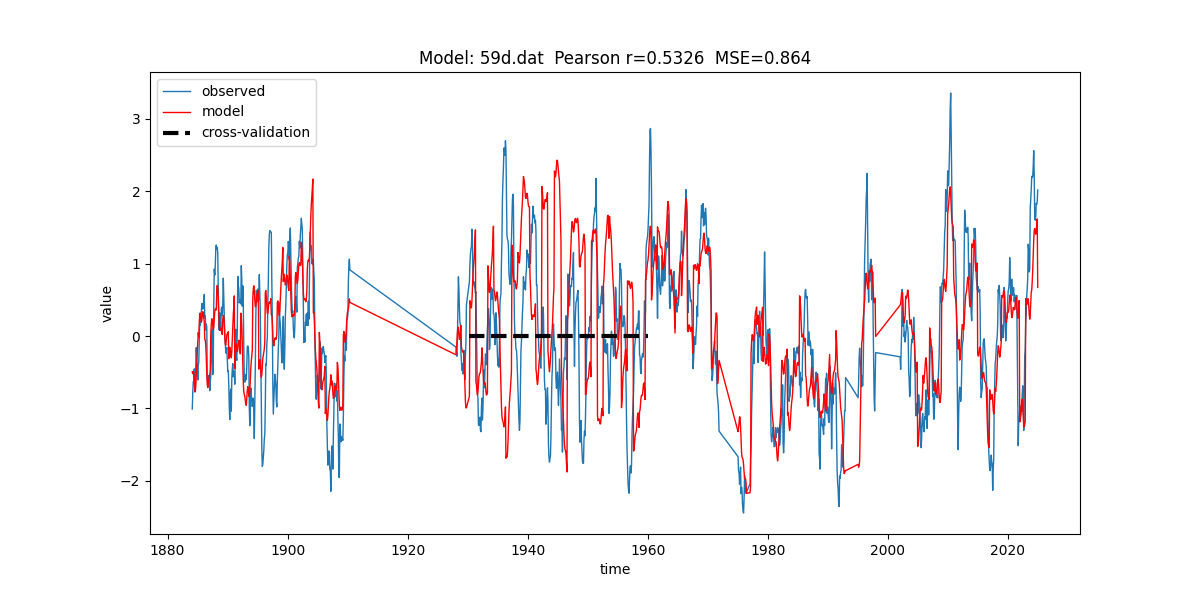 Model: 59d.dat  Pearson r=0.5326  MSE=0.864
observed
model
cross-validation
3
2
1
0
−1
−2
value
1880 1900 1920 1940 1960 1980 2000 2020
time